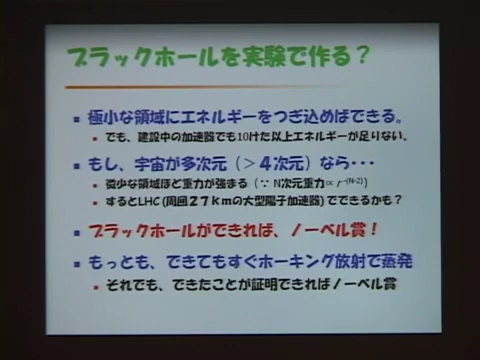 ブラックホールを実験で作る？
極小な領域にエネルギーをつぎ込めばできる。
でも、建設中の加速器でも10けた以上エネルギーが足りない。
もし、宇宙が多次元（＞４次元）なら・・・
微少な領域ほど重力が強まる（∵ N次元重力∝ r⁻⁽ᴺ⁻²⁾）
するとLHC(周囲２７ｋｍの大型陽子加速器)でできるかも？
ブラックホールができれば、ノーベル賞！
もっとも、できてもすぐホーキング放射で蒸発
それでも、できたことが証明できればノーベル賞